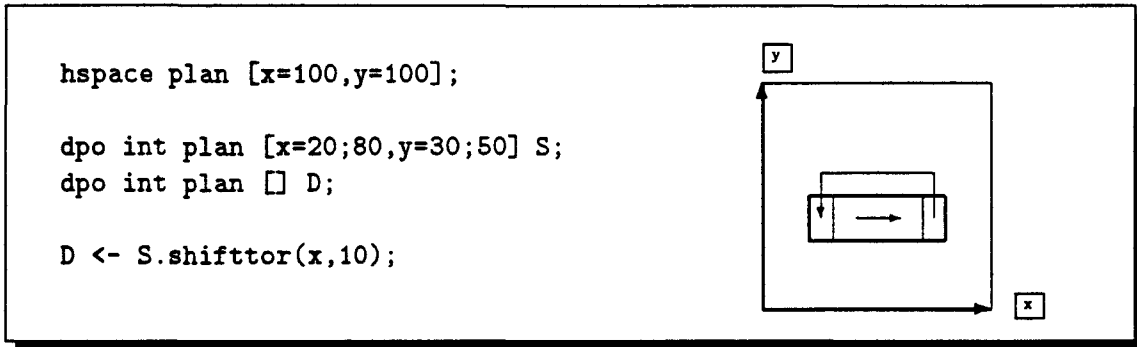 hspace plan [x=100,y=100];
dpo int plan [x=20;80,y=30;50] S;
dpo int plan [] D;
D <- S.shifttor(x,10);
y
x